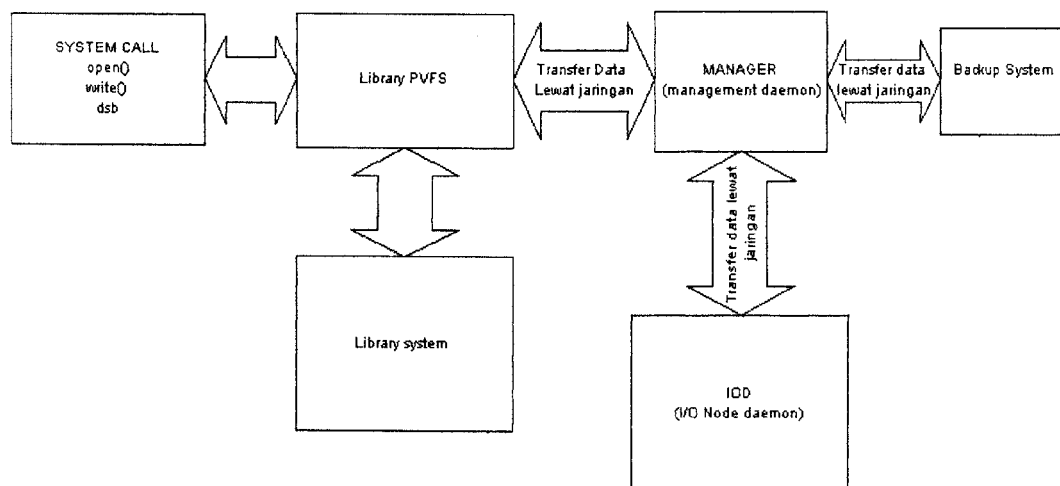 SYSTEM CALL
open()
write()
dsb
Library PVFS
Transfer Data
Lewat jaringan
MANAGER
(management daemon)
Transfer data
lewat jaringan
Backup System
Transfer data lewat
jaringan
Library system
IOD
(I/O Node daemon)